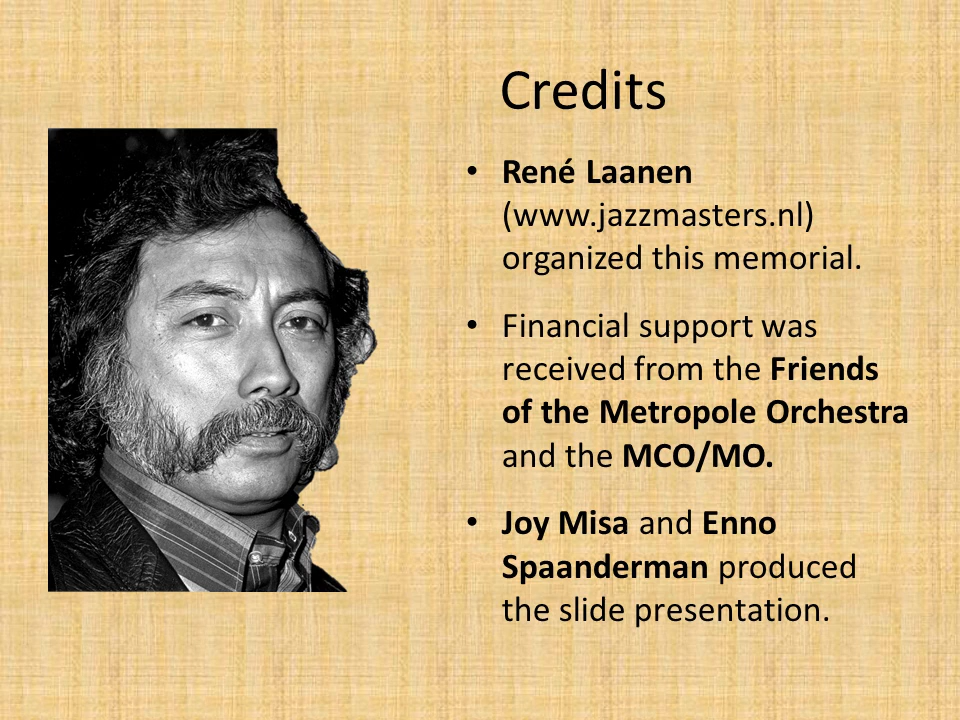 Credits
• René Laanen
(www.jazzmasters.nl)
organized this memorial.
• Financial support was
received from the Friends
of the Metropole Orchestra
and the MCO/MO.
• Joy Misa and Enno
Spaanderman produced
the slide presentation.